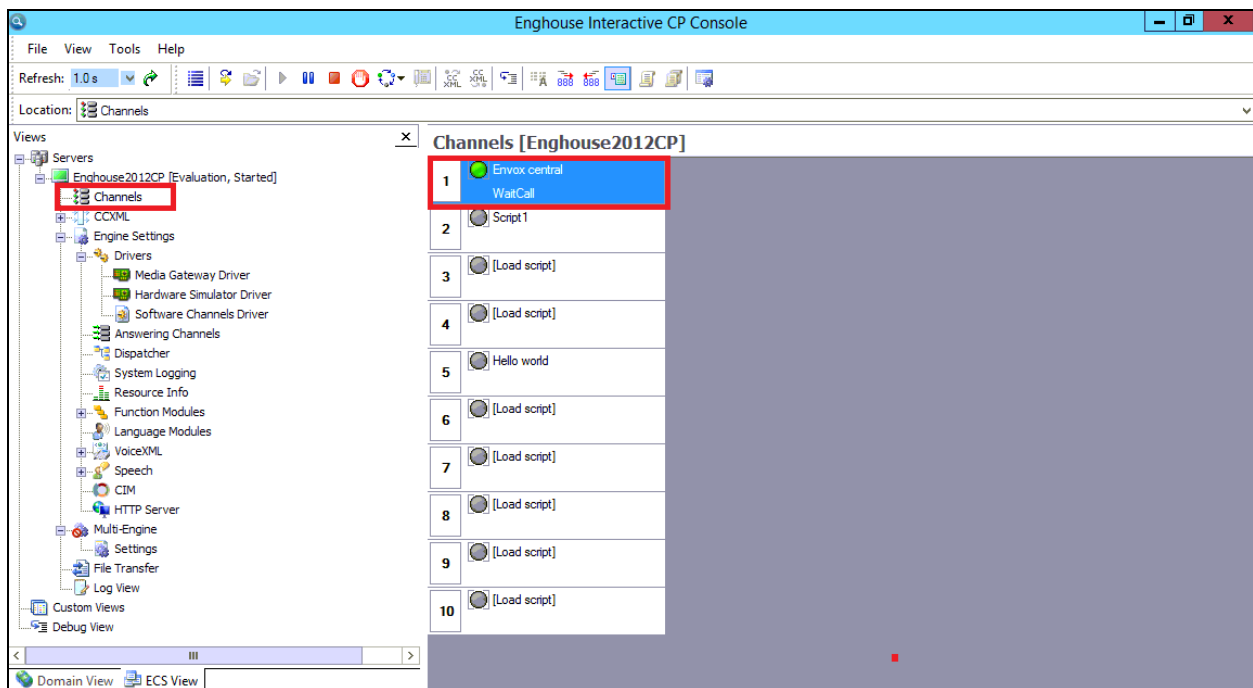 Enghouse Interactive CP Console
File View Tools Help
Refresh: 1.0 s
Location: Channels
Views
Servers
Enghouse2012CP [Evaluation, Started]
Channels
CCXML
Engine Settings
Drivers
Media Gateway Driver
Hardware Simulator Driver
Software Channels Driver
Answering Channels
Dispatcher
System Logging
Resource Info
Function Modules
Language Modules
VoiceXML
Speech
CIM
HTTP Server
Multi-Engine
Settings
File Transfer
Log View
Custom Views
Debug View
Domain View ECS View
Channels [Enghouse2012CP]
1 Envox central
WaitCall
2 Script1
3 [Load script]
4 [Load script]
5 Hello world
6 [Load script]
7 [Load script]
8 [Load script]
9 [Load script]
10 [Load script]